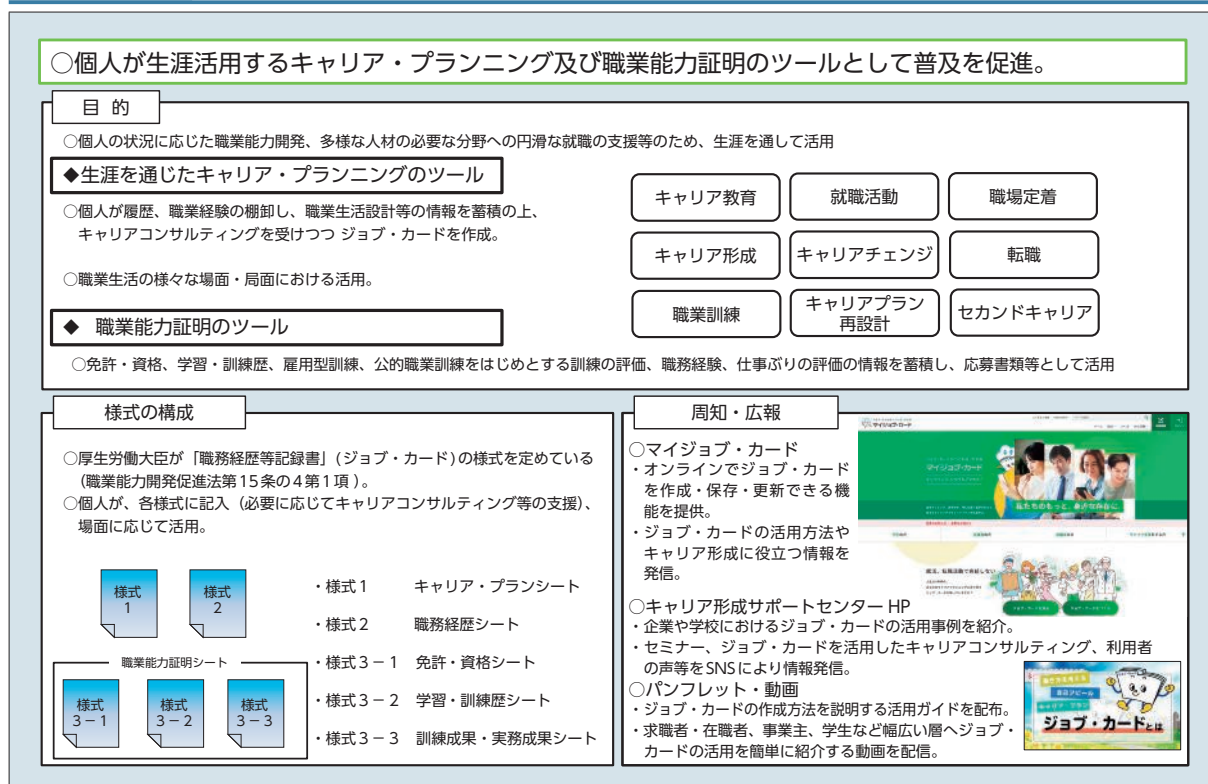 ○個人が生涯活用するキャリア・プランニング及び職業能力証明のツールとして普及を促進。
目 的
○個人の状況に応じた職業能力開発、多様な人材の必要な分野への円滑な就職の支援等のため、生涯を通して活用
◆生涯を通じたキャリア・プランニングのツール
○個人が履歴、職業経験の棚卸し、職業生活設計等の情報を蓄積の上、
キャリアコンサルティングを受けつつ ジョブ・カードを作成。
○職業生活の様々な場面・局面における活用。
キャリア教育
就職活動
職場定着
キャリア形成
キャリアチェンジ
転職
職業訓練
キャリアプラン
再設計
セカンドキャリア
◆ 職業能力証明のツール
○免許・資格、学習・訓練歴、雇用型訓練、公的職業訓練をはじめとする訓練の評価、職務経験、仕事ぶりの評価の情報を蓄積し、応募書類等として活用
様式の構成
○厚生労働大臣が「職務経歴等記録書」(ジョブ・カード)の様式を定めている
(職業能力開発促進法第15条の4第1項)。
○個人が、各様式に記入(必要に応じてキャリアコンサルティング等の支援)、
場面に応じて活用。
様式
1
様式
2
職業能力証明シート
様式
3－1
様式
3－2
様式
3－3
・様式1 キャリア・プランシート
・様式2 職務経歴シート
・様式3－1 免許・資格シート
・様式3－2 学習・訓練歴シート
・様式3－3 訓練成果・実務成果シート
周知・広報
○マイジョブ・カード
・オンラインでジョブ・カード
を作成・保存・更新できる機
能を提供。
・ジョブ・カードの活用方法や
キャリア形成に役立つ情報を
発信。
マイジョブ・カード
マイジョブ・カード
私たちのもっと、身近なみかたに。
○キャリア形成サポートセンター HP
・企業や学校におけるジョブ・カードの活用事例を紹介。
・セミナー、ジョブ・カードを活用したキャリアコンサルティング、利用者
の声等をSNSにより情報発信。
○パンフレット・動画
・ジョブ・カードの作成方法を説明する活用ガイドを配布。
・求職者・在職者、事業主、学生など幅広い層へジョブ・
カードの活用を簡単に紹介する動画を配信。
自己アピール
キャリア・プラン
ジョブ・カードとは